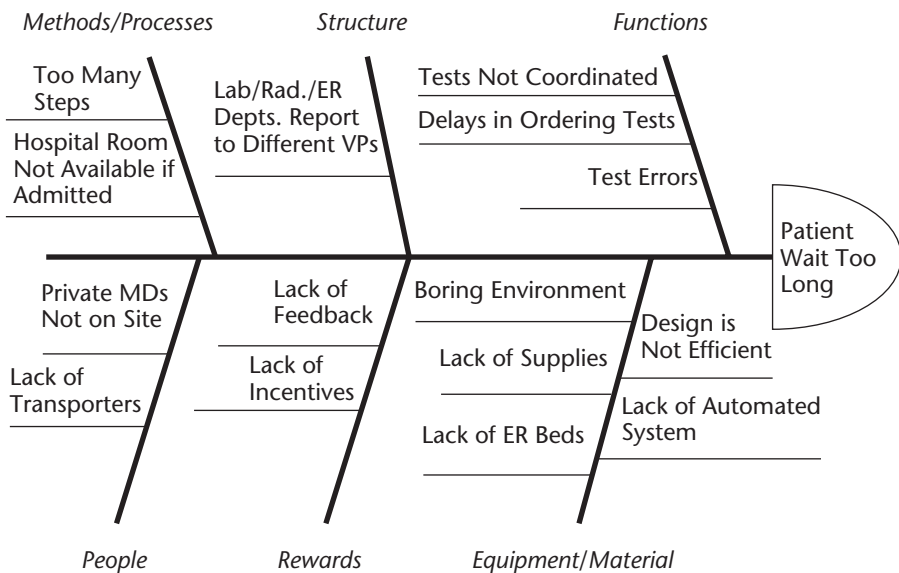 Methods/Processes
Structure
Functions
Too Many
Steps
Hospital Room
Not Available if
Admitted
Lab/Rad./ER
Depts. Report
to Different VPs
Tests Not Coordinated
Delays in Ordering Tests
Test Errors
Patient
Wait Too
Long
Private MDs
Not on Site
Lack of
Transporters
Lack of
Feedback
Lack of
Incentives
Boring Environment
Lack of Supplies
Lack of ER Beds
Design is
Not Efficient
Lack of Automated
System
People
Rewards
Equipment/Material